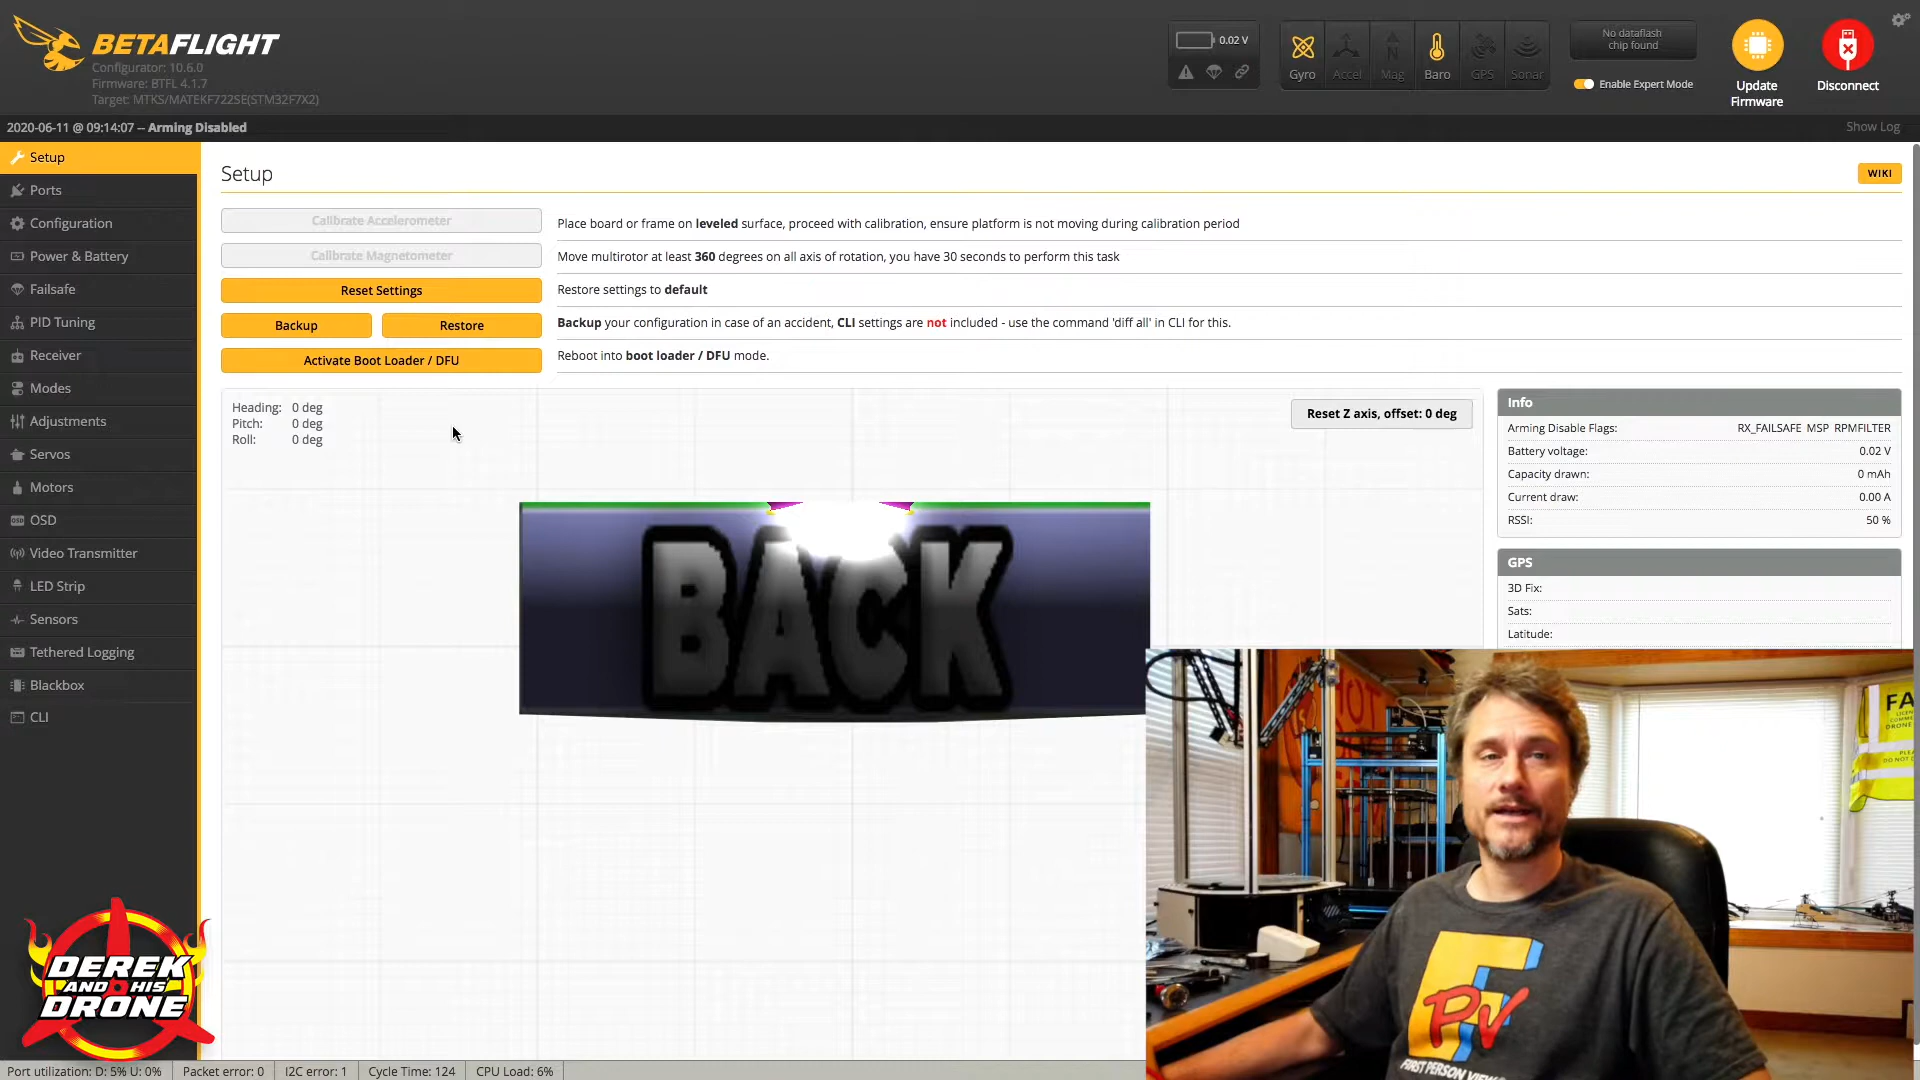 BETAFLIGHT
Configurator: 10.6.0
Firmware: BTFL 4.1.7
Target: MTKS/MATEKF722SE(STM32F7X2)
0.02 V
Gyro
Accel
Mag
Baro
GPS
Sonar
No dataflash
chip found
Enable Expert Mode
Update
Firmware
Disconnect
2020-06-11 @ 09:14:07 -- Arming Disabled
Show Log
Setup
Ports
Configuration
Power & Battery
Failsafe
PID Tuning
Receiver
Modes
Adjustments
Servos
Motors
OSD
Video Transmitter
LED Strip
Sensors
Tethered Logging
Blackbox
CLI
Setup
WIKI
Calibrate Accelerometer
Place board or frame on leveled surface, proceed with calibration, ensure platform is not moving during calibration period
Calibrate Magnetometer
Move multirotor at least 360 degrees on all axis of rotation, you have 30 seconds to perform this task
Reset Settings
Restore settings to default
Backup
Restore
Backup your configuration in case of an accident, CLI settings are not included - use the command 'diff all' in CLI for this.
Activate Boot Loader / DFU
Reboot into boot loader / DFU mode.
Heading: 0 deg
Pitch: 0 deg
Roll: 0 deg
Reset Z axis, offset: 0 deg
BACK
Info
Arming Disable Flags: RX_FAILSAFE MSP RPMFILTER
Battery voltage: 0.02 V
Capacity drawn: 0 mAh
Current draw: 0.00 A
RSSI: 50 %
GPS
3D Fix:
Sats:
Latitude:
FA
FPV
FIRST PERSON VIEW
DEREK
AND HIS
DRONE
Port utilization: D: 5% U: 0%
Packet error: 0
I2C error: 1
Cycle Time: 124
CPU Load: 6%